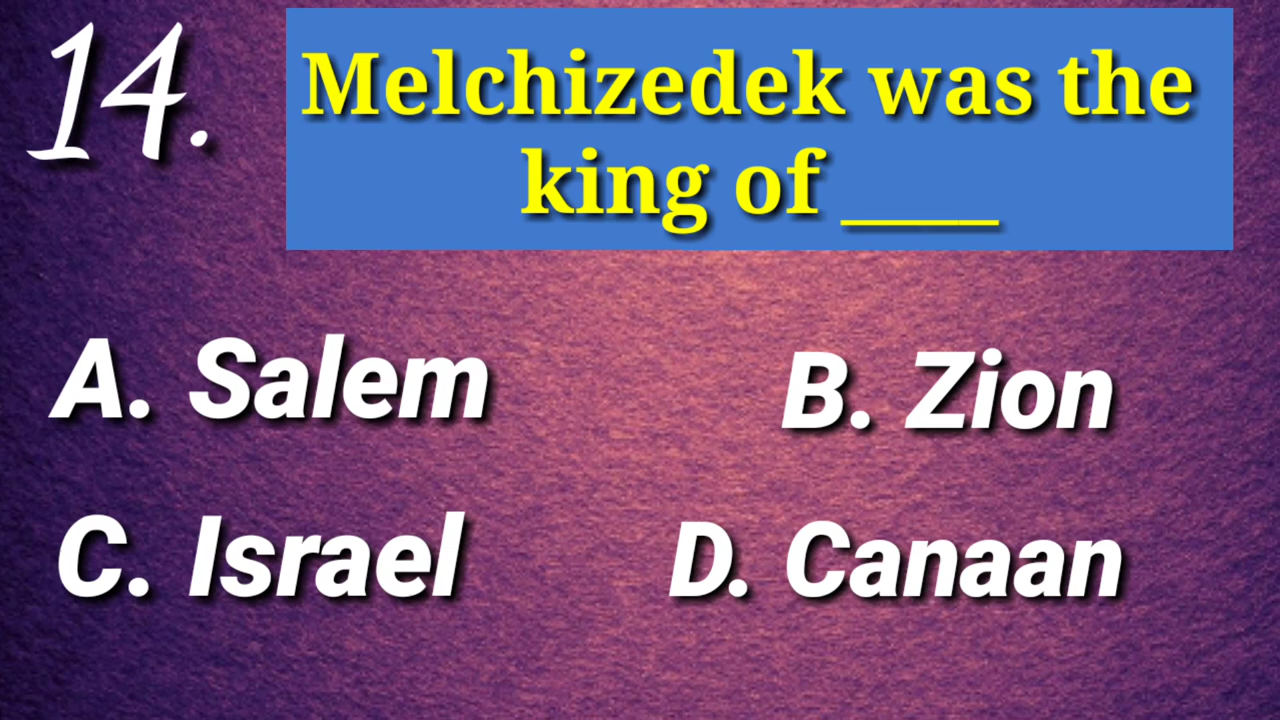 14.
Melchizedek was the
king of ____
A. Salem
B. Zion
C. Israel
D. Canaan